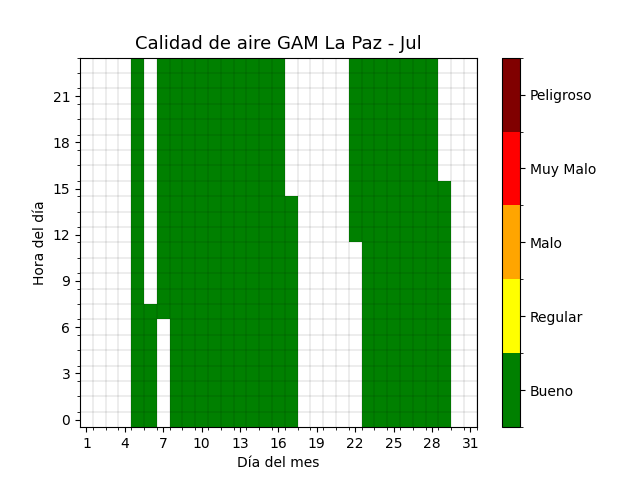 Calidad de aire GAM La Paz - Jul
Hora del día
21
18
15
12
9
6
3
0
1 4 7 10 13 16 19 22 25 28 31
Día del mes
Peligroso
Muy Malo
Malo
Regular
Bueno